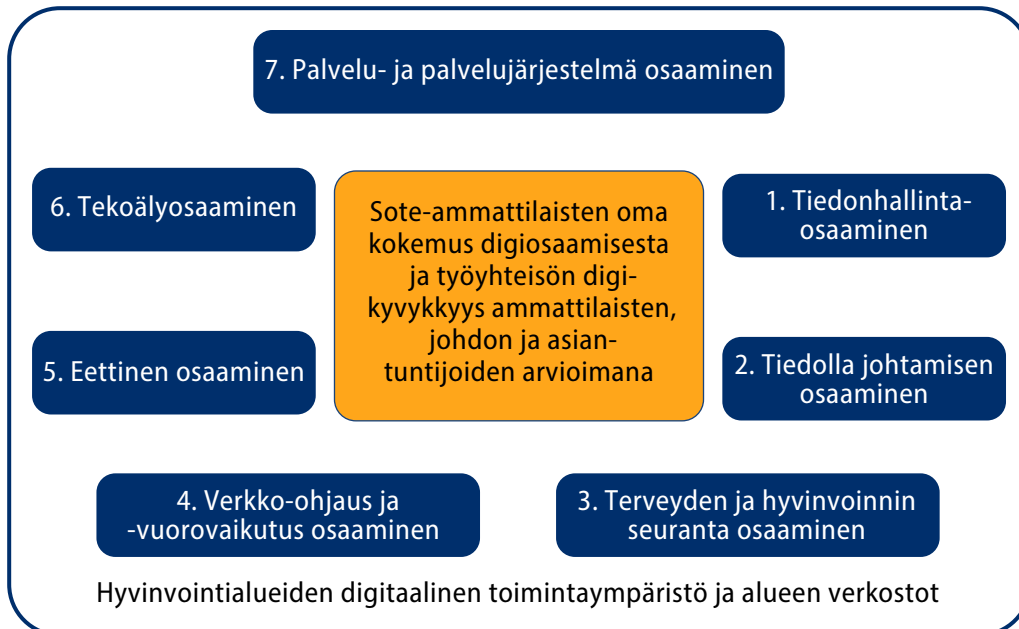 7. Palvelu- ja palvelujärjestelmä osaaminen
6. Tekoälyosaaminen
Sote-ammattilaisten oma
kokemus digiosaamisesta
ja työyhteisön digi-
kyvykkyys ammattilaisten,
johdon ja asian-
tuntijoiden arvioimana
1. Tiedonhallinta-
osaaminen
5. Eettinen osaaminen
2. Tiedolla johtamisen
osaaminen
4. Verkko-ohjaus ja
-vuorovaikutus osaaminen
3. Terveyden ja hyvinvoinnin
seuranta osaaminen
Hyvinvointialueiden digitaalinen toimintaympäristö ja alueen verkostot